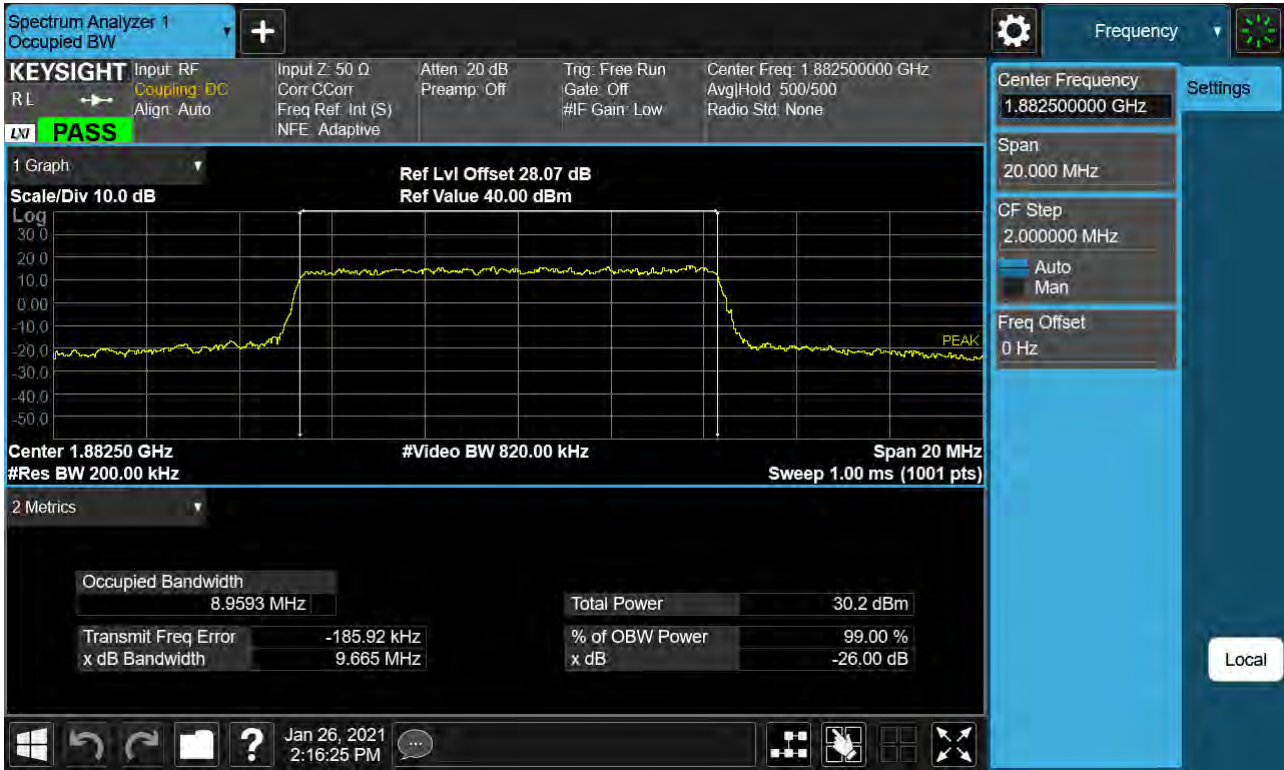 Spectrum Analyzer 1
Occupied BW
+
Frequency
KEYSIGHT
RL
LXI PASS
Input: RF
Coupling: DC
Align: Auto
Input Z: 50 Ω
Corr CCorr
Freq Ref: Int (S)
NFE: Adaptive
Atten: 20 dB
Preamp: Off
Trig: Free Run
Gate: Off
#IF Gain: Low
Center Freq: 1.882500000 GHz
Avg|Hold: 500/500
Radio Std: None
1 Graph
Scale/Div 10.0 dB
Ref Lvl Offset 28.07 dB
Ref Value 40.00 dBm
Log
30.0
20.0
10.0
0.00
-10.0
-20.0
-30.0
-40.0
-50.0
PEAK
Center 1.88250 GHz
#Video BW 820.00 kHz
Span 20 MHz
#Res BW 200.00 kHz
Sweep 1.00 ms (1001 pts)
2 Metrics
Occupied Bandwidth
8.9593 MHz
Total Power 30.2 dBm
Transmit Freq Error -185.92 kHz
% of OBW Power 99.00 %
x dB Bandwidth 9.665 MHz
x dB -26.00 dB
?
Jan 26, 2021
2:16:25 PM
Center Frequency
1.882500000 GHz
Settings
Span
20.000 MHz
CF Step
2.000000 MHz
Auto
Man
Freq Offset
0 Hz
Local